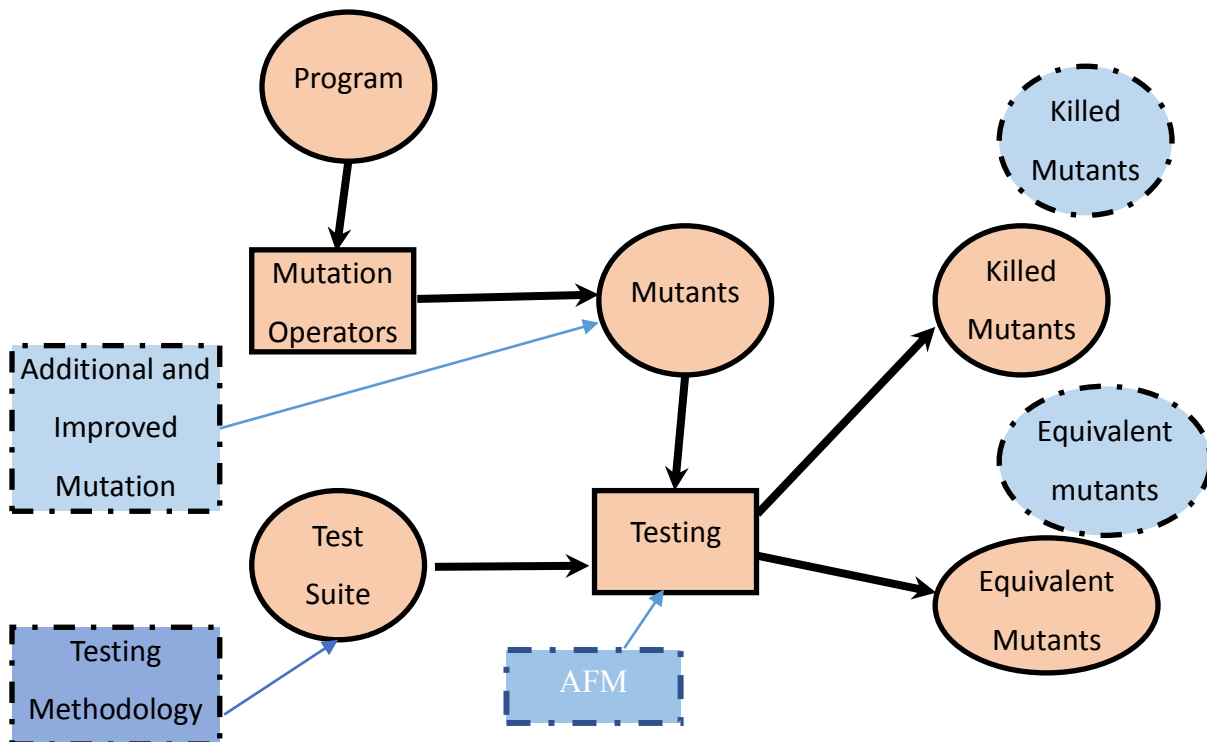 Program
Killed
Mutants
Mutation
Operators
Mutants
Killed
Mutants
Additional and
Improved
Mutation
Equivalent
mutants
Test
Suite
Testing
Equivalent
Mutants
Testing
Methodology
AFM